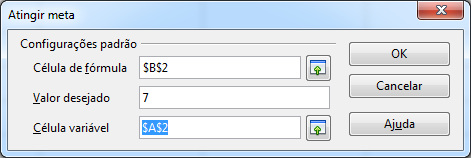 Atingir meta
Configurações padrão
Célula de fórmula $B$2
Valor desejado 7
Célula variável $A$2
OK
Cancelar
Ajuda